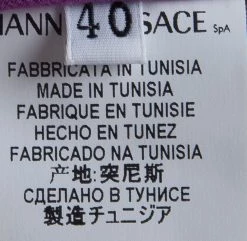 40
IANN SACE SpA
FABBRICATA IN TUNISIA
MADE IN TUNISIA
FABRIQUE EN TUNISIE
HECHO EN TUNEZ
FABRICADO NA TUNISIA
产地:突尼斯
СДЕЛАНО В ТУНИСЕ
製造チュニジア